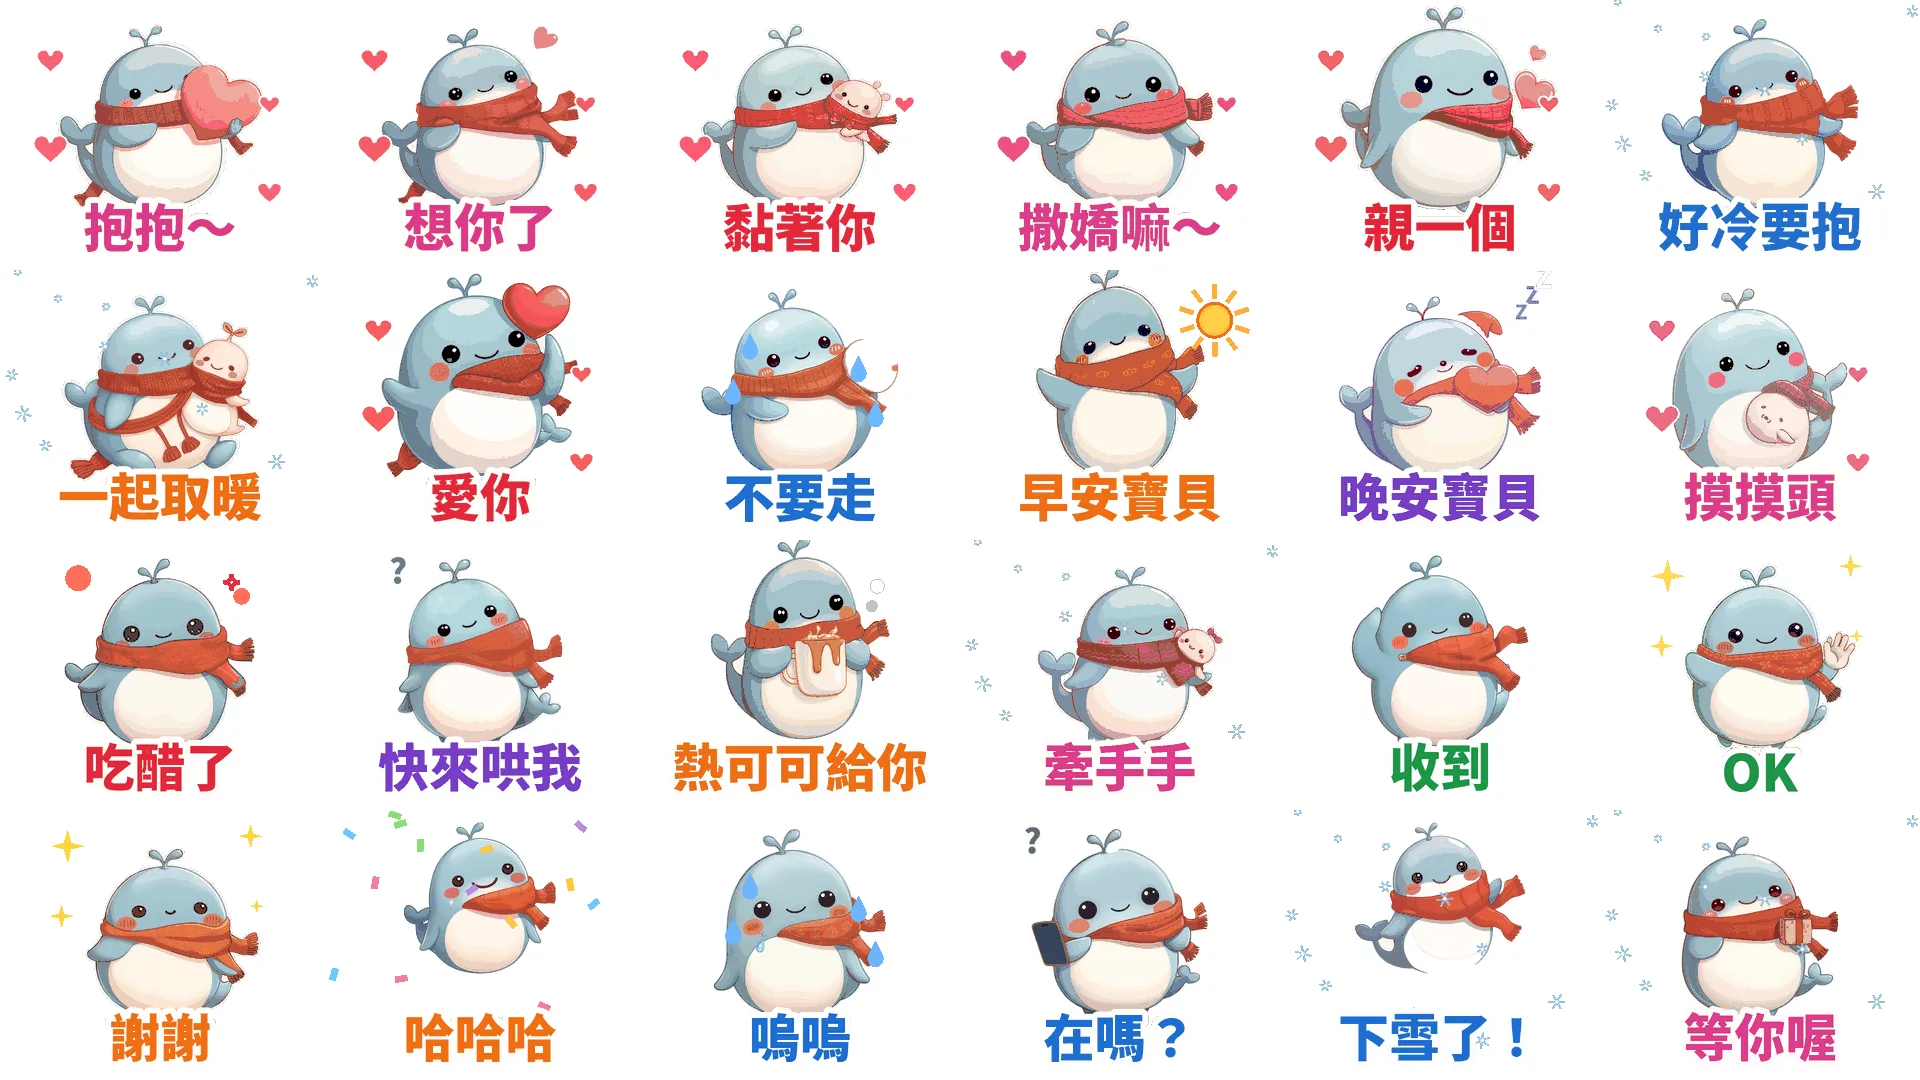 抱抱～
想你了
黏著你
撒嬌嘛～
親一個
好冷要抱
Z
Z
Z
一起取暖
愛你
不要走
早安寶貝
晚安寶貝
摸摸頭
?
吃醋了
快來哄我
熱可可給你
牽手手
收到
OK
?
謝謝
哈哈哈
嗚嗚
在嗎？
下雪了！
等你喔